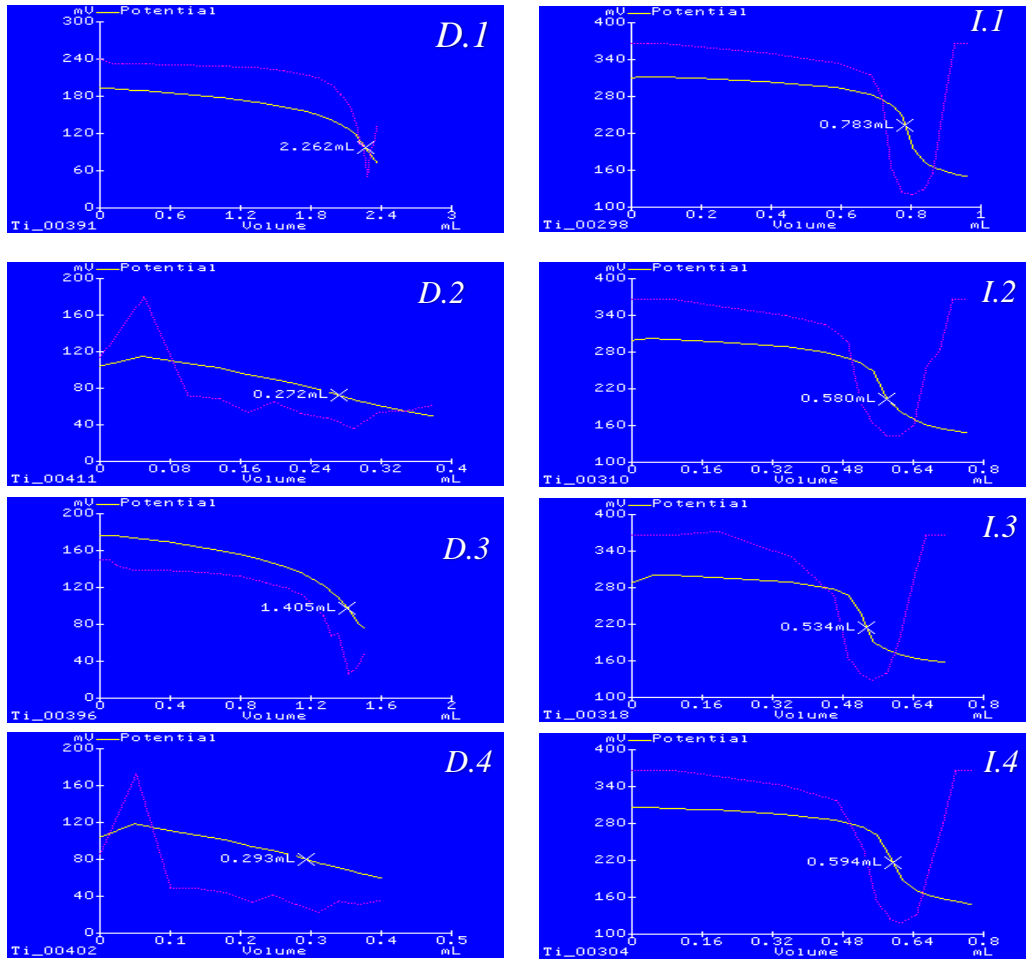 mV Potential
D.1
300
240
180
120
60
0
2.262mL
0 0.6 1.2 1.8 2.4 3
Ti_00391 Volume mL
mV Potential
I.1
400
340
280
220
160
100
0.783mL
0 0.2 0.4 0.6 0.8 1
Ti_00298 Volume mL
mV Potential
D.2
200
160
120
80
40
0
0.272mL
0 0.08 0.16 0.24 0.32 0.4
Ti_00411 Volume mL
mV Potential
I.2
400
340
280
220
160
100
0.580mL
0 0.16 0.32 0.48 0.64 0.8
Ti_00310 Volume mL
mV Potential
D.3
200
160
120
80
40
0
1.405mL
0 0.4 0.8 1.2 1.6 2
Ti_00396 Volume mL
mV Potential
I.3
400
340
280
220
160
100
0.534mL
0 0.16 0.32 0.48 0.64 0.8
Ti_00318 Volume mL
mV Potential
D.4
200
160
120
80
40
0
0.293mL
0 0.1 0.2 0.3 0.4 0.5
Ti_00402 Volume mL
mV Potential
I.4
400
340
280
220
160
100
0.594mL
0 0.16 0.32 0.48 0.64 0.8
Ti_00304 Volume mL